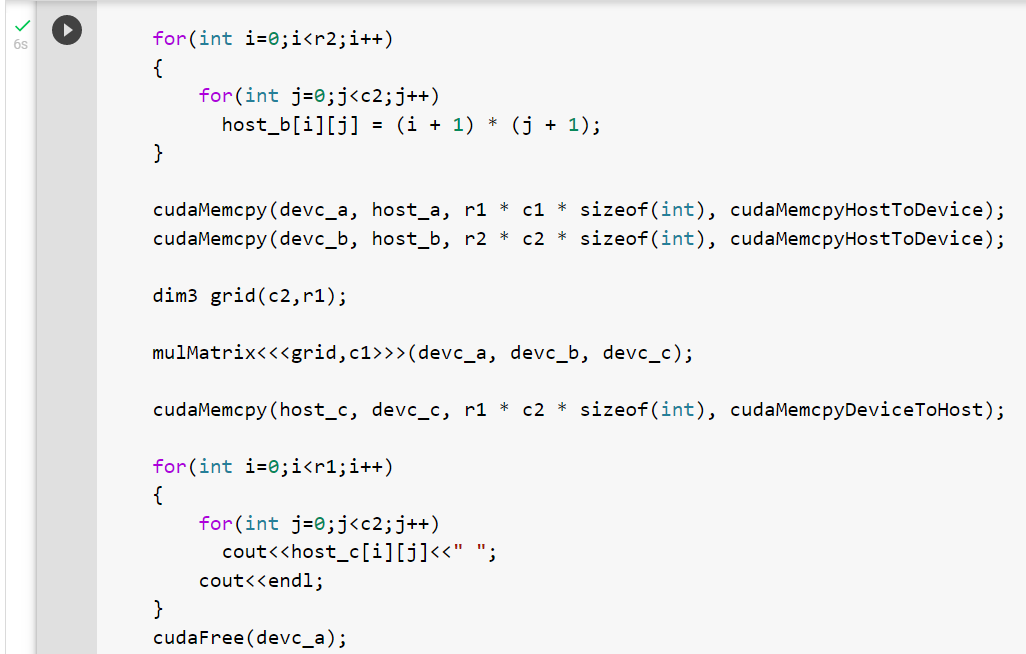 for(int i=0;i<r2;i++)
{
    for(int j=0;j<c2;j++)
      host_b[i][j] = (i + 1) * (j + 1);
}
6s
cudaMemcpy(devc_a, host_a, r1 * c1 * sizeof(int), cudaMemcpyHostToDevice);
cudaMemcpy(devc_b, host_b, r2 * c2 * sizeof(int), cudaMemcpyHostToDevice);
dim3 grid(c2,r1);
mulMatrix<<<grid,c1>>>(devc_a, devc_b, devc_c);
cudaMemcpy(host_c, devc_c, r1 * c2 * sizeof(int), cudaMemcpyDeviceToHost);
for(int i=0;i<r1;i++)
{
    for(int j=0;j<c2;j++)
      cout<<host_c[i][j]<<" ";
    cout<<endl;
}
cudaFree(devc_a);